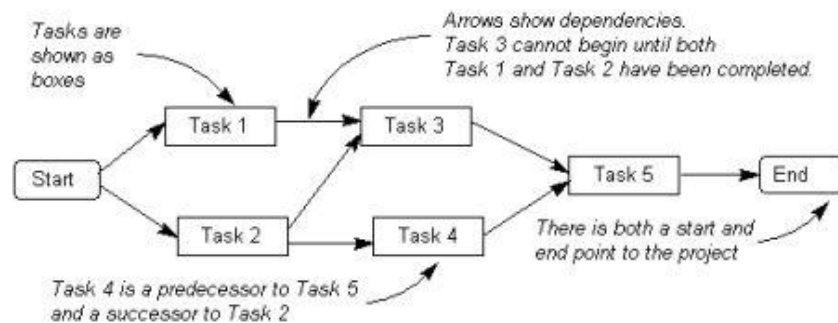 Tasks are
shown as
boxes
Arrows show dependencies.
Task 3 cannot begin until both
Task 1 and Task 2 have been completed.
Task 1
Task 3
Start
Task 5
End
Task 2
Task 4
There is both a start and
end point to the project
Task 4 is a predecessor to Task 5
and a successor to Task 2